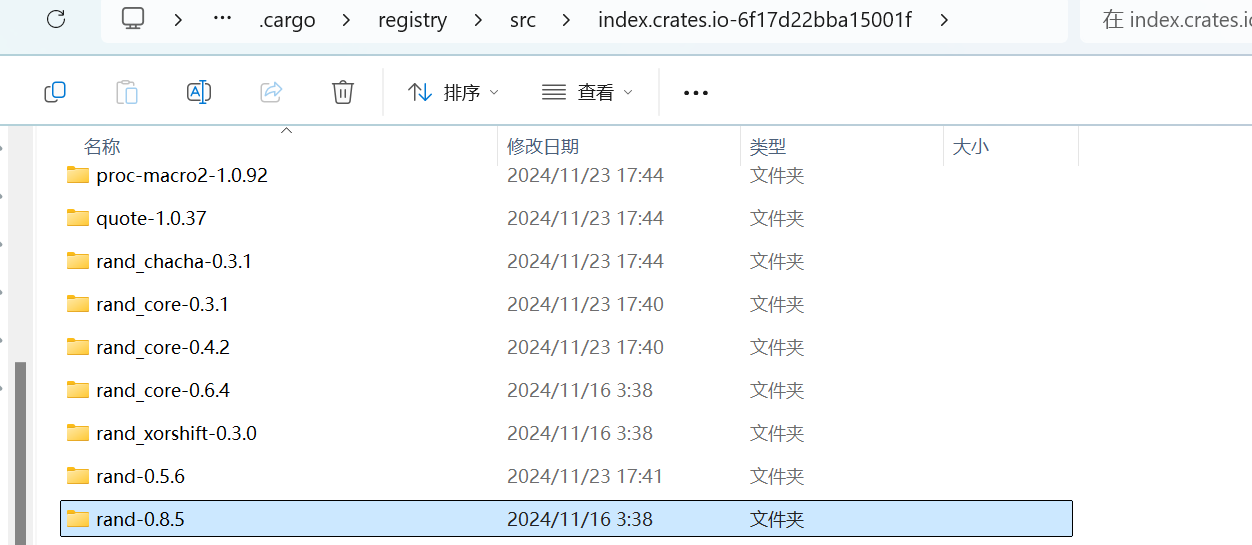 .cargo registry src index.crates.io-6f17d22bba15001f 在 index.crates.io
排序 查看
名称 修改日期 类型 大小
proc-macro2-1.0.92 2024/11/23 17:44 文件夹
quote-1.0.37 2024/11/23 17:44 文件夹
rand_chacha-0.3.1 2024/11/23 17:44 文件夹
rand_core-0.3.1 2024/11/23 17:40 文件夹
rand_core-0.4.2 2024/11/23 17:40 文件夹
rand_core-0.6.4 2024/11/16 3:38 文件夹
rand_xorshift-0.3.0 2024/11/16 3:38 文件夹
rand-0.5.6 2024/11/23 17:41 文件夹
rand-0.8.5 2024/11/16 3:38 文件夹